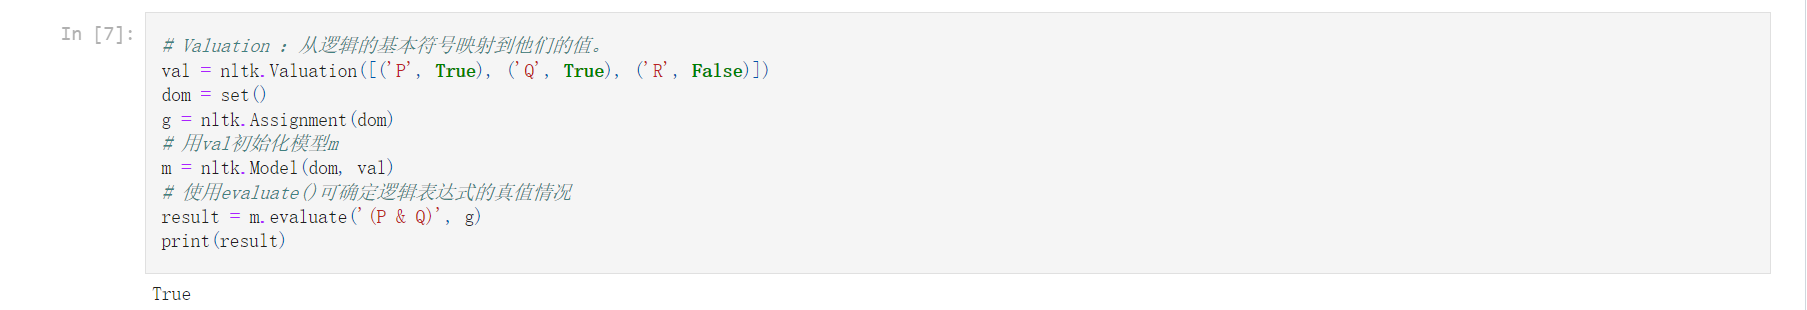 In [7]:
# Valuation : 从逻辑的基本符号映射到他们的值。
val = nltk.Valuation([('P', True), ('Q', True), ('R', False)])
dom = set()
g = nltk.Assignment(dom)
# 用val初始化模型m
m = nltk.Model(dom, val)
# 使用evaluate()可确定逻辑表达式的真值情况
result = m.evaluate('(P & Q)', g)
print(result)
True